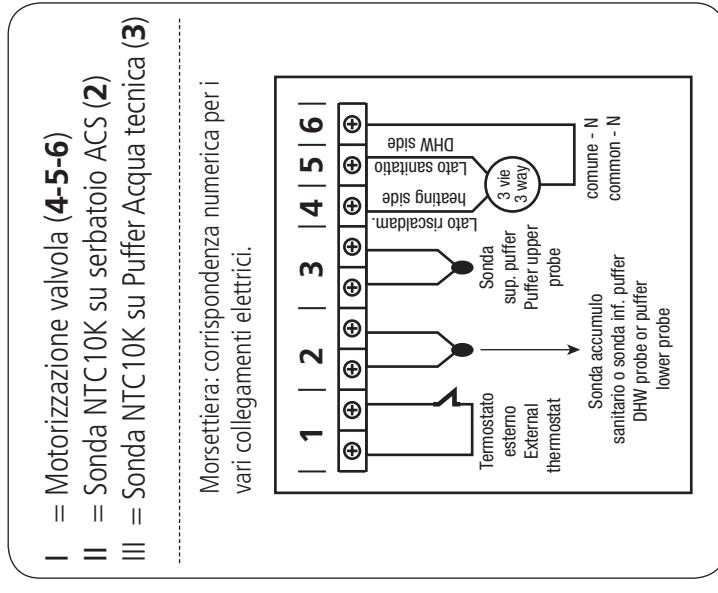 I = Motorizzazione valvola (4-5-6)
II = Sonda NTC10K su serbatoio ACS (2)
III = Sonda NTC10K su Puffer Acqua tecnica (3)
Morsettiera: corrispondenza numerica per i
vari collegamenti elettrici.
1 2 3 4 5 6
Lato riscaldam.
heating side
Lato sanitatio
DHW side
3 vie
3 way
Termostato
esterno
External
thermostat
Sonda
sup. puffer
Puffer upper
probe
comune - N
common - N
Sonda accumulo
sanitario o sonda inf. puffer
DHW probe or puffer
lower probe